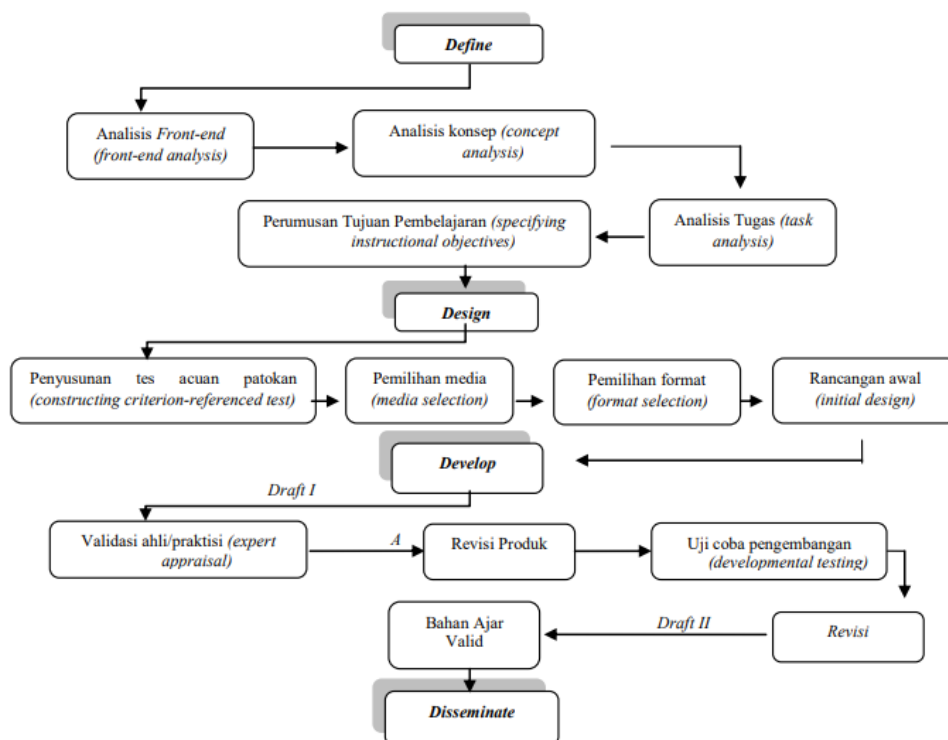 Define
Analisis Front-end
(front-end analysis)
Analisis konsep (concept
analysis)
Perumusan Tujuan Pembelajaran (specifying
instructional objectives)
Analisis Tugas (task
analysis)
Design
Penyusunan tes acuan patokan
(constructing criterion-referenced test)
Pemilihan media
(media selection)
Pemilihan format
(format selection)
Rancangan awal
(initial design)
Develop
Draft I
Validasi ahli/praktisi (expert
appraisal)
A
Revisi Produk
Uji coba pengembangan
(developmental testing)
Revisi
Draft II
Bahan Ajar
Valid
Disseminate